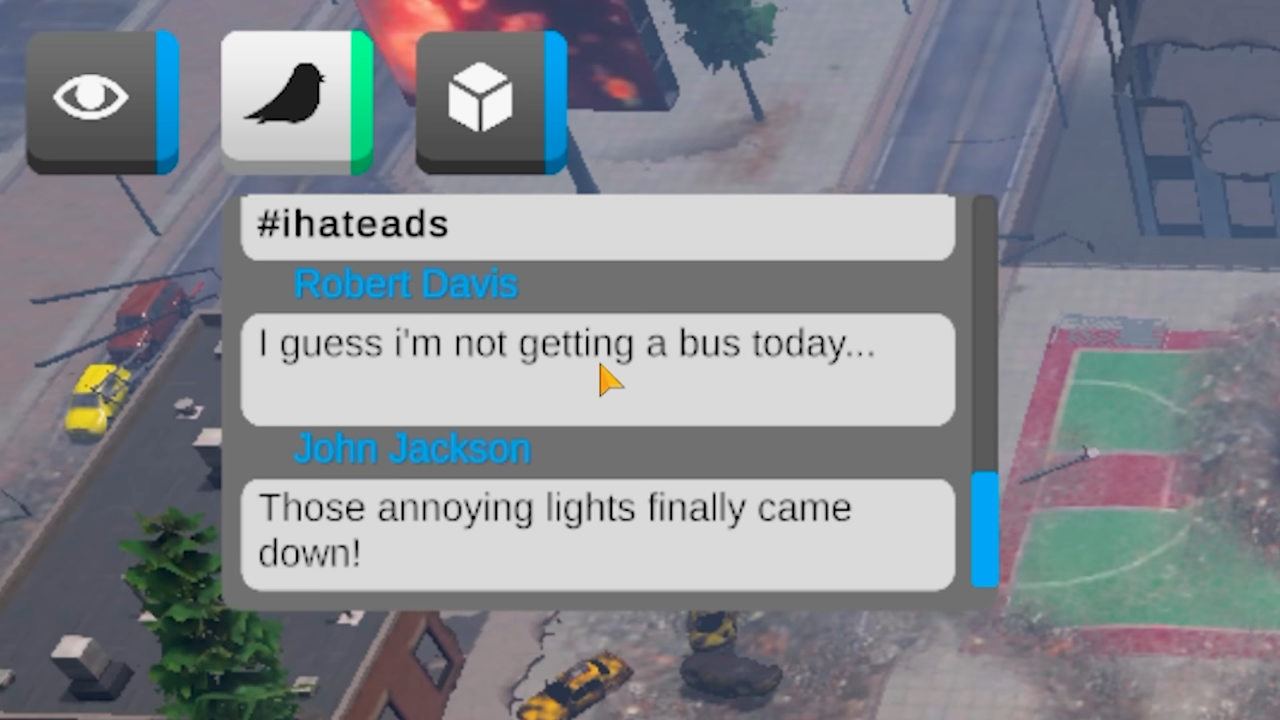 #ihateads
Robert Davis
I guess i'm not getting a bus today...
John Jackson
Those annoying lights finally came
down!